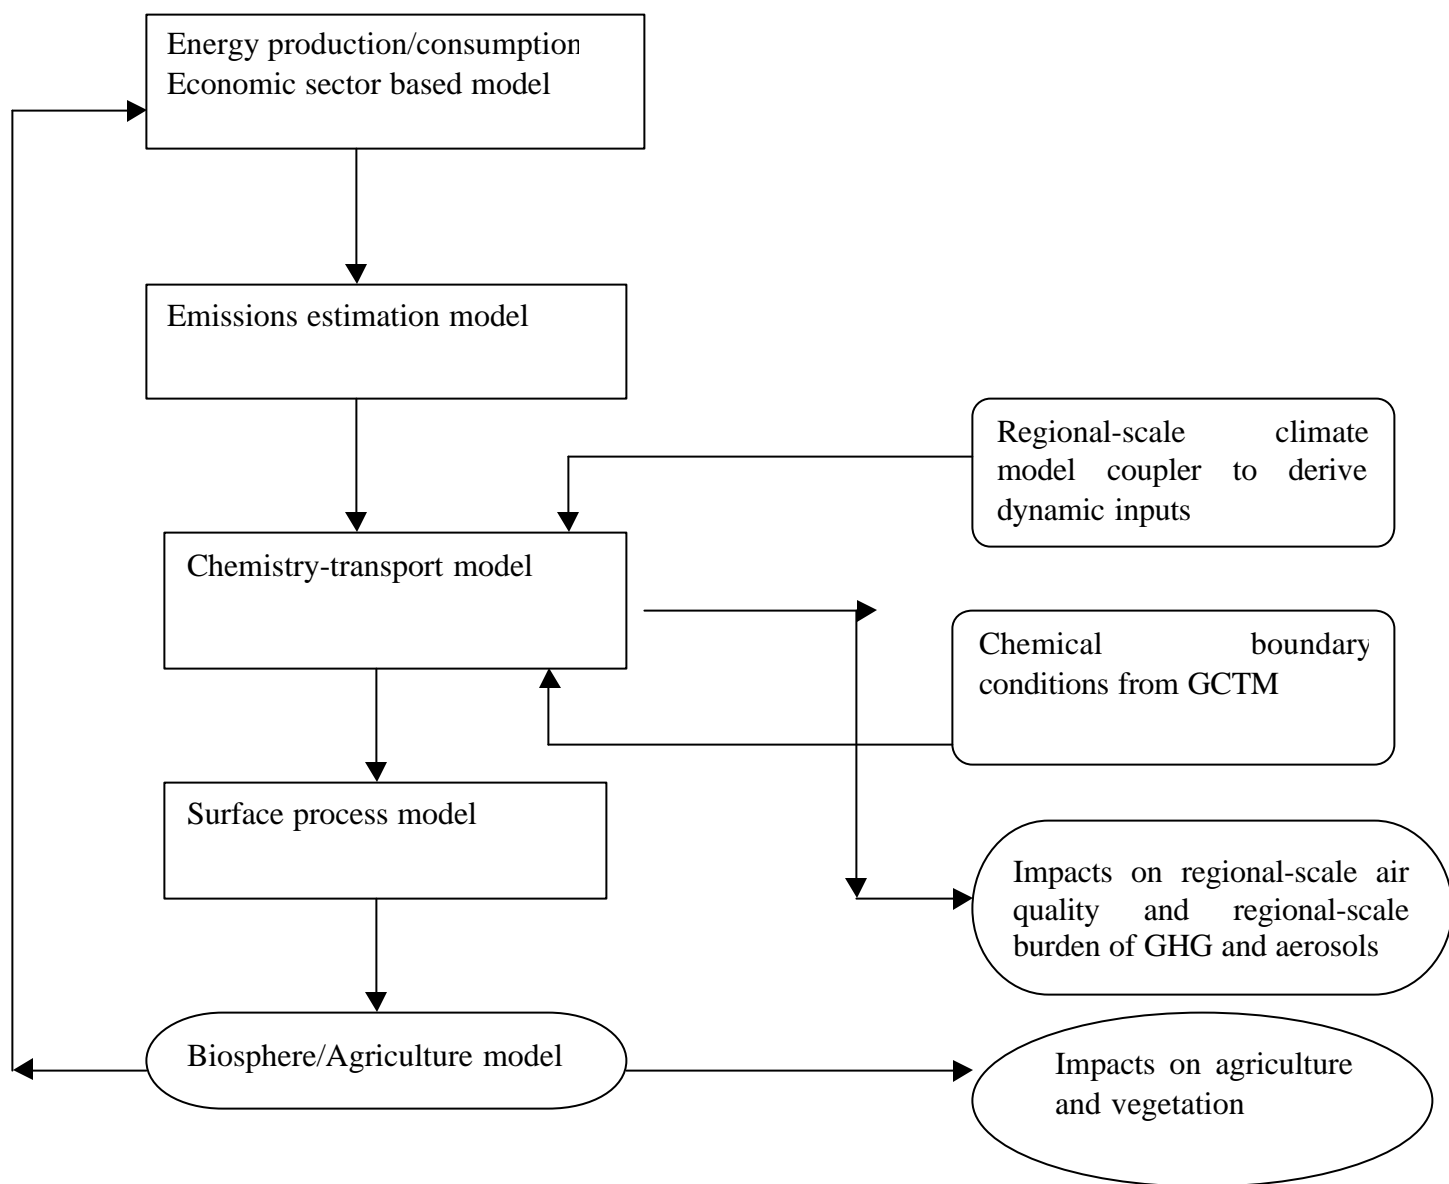 Energy production/consumption
Economic sector based model
Emissions estimation model
Regional-scale climate
model coupler to derive
dynamic inputs
Chemistry-transport model
Chemical boundary
conditions from GCTM
Surface process model
Impacts on regional-scale air
quality and regional-scale
burden of GHG and aerosols
Biosphere/Agriculture model
Impacts on agriculture
and vegetation